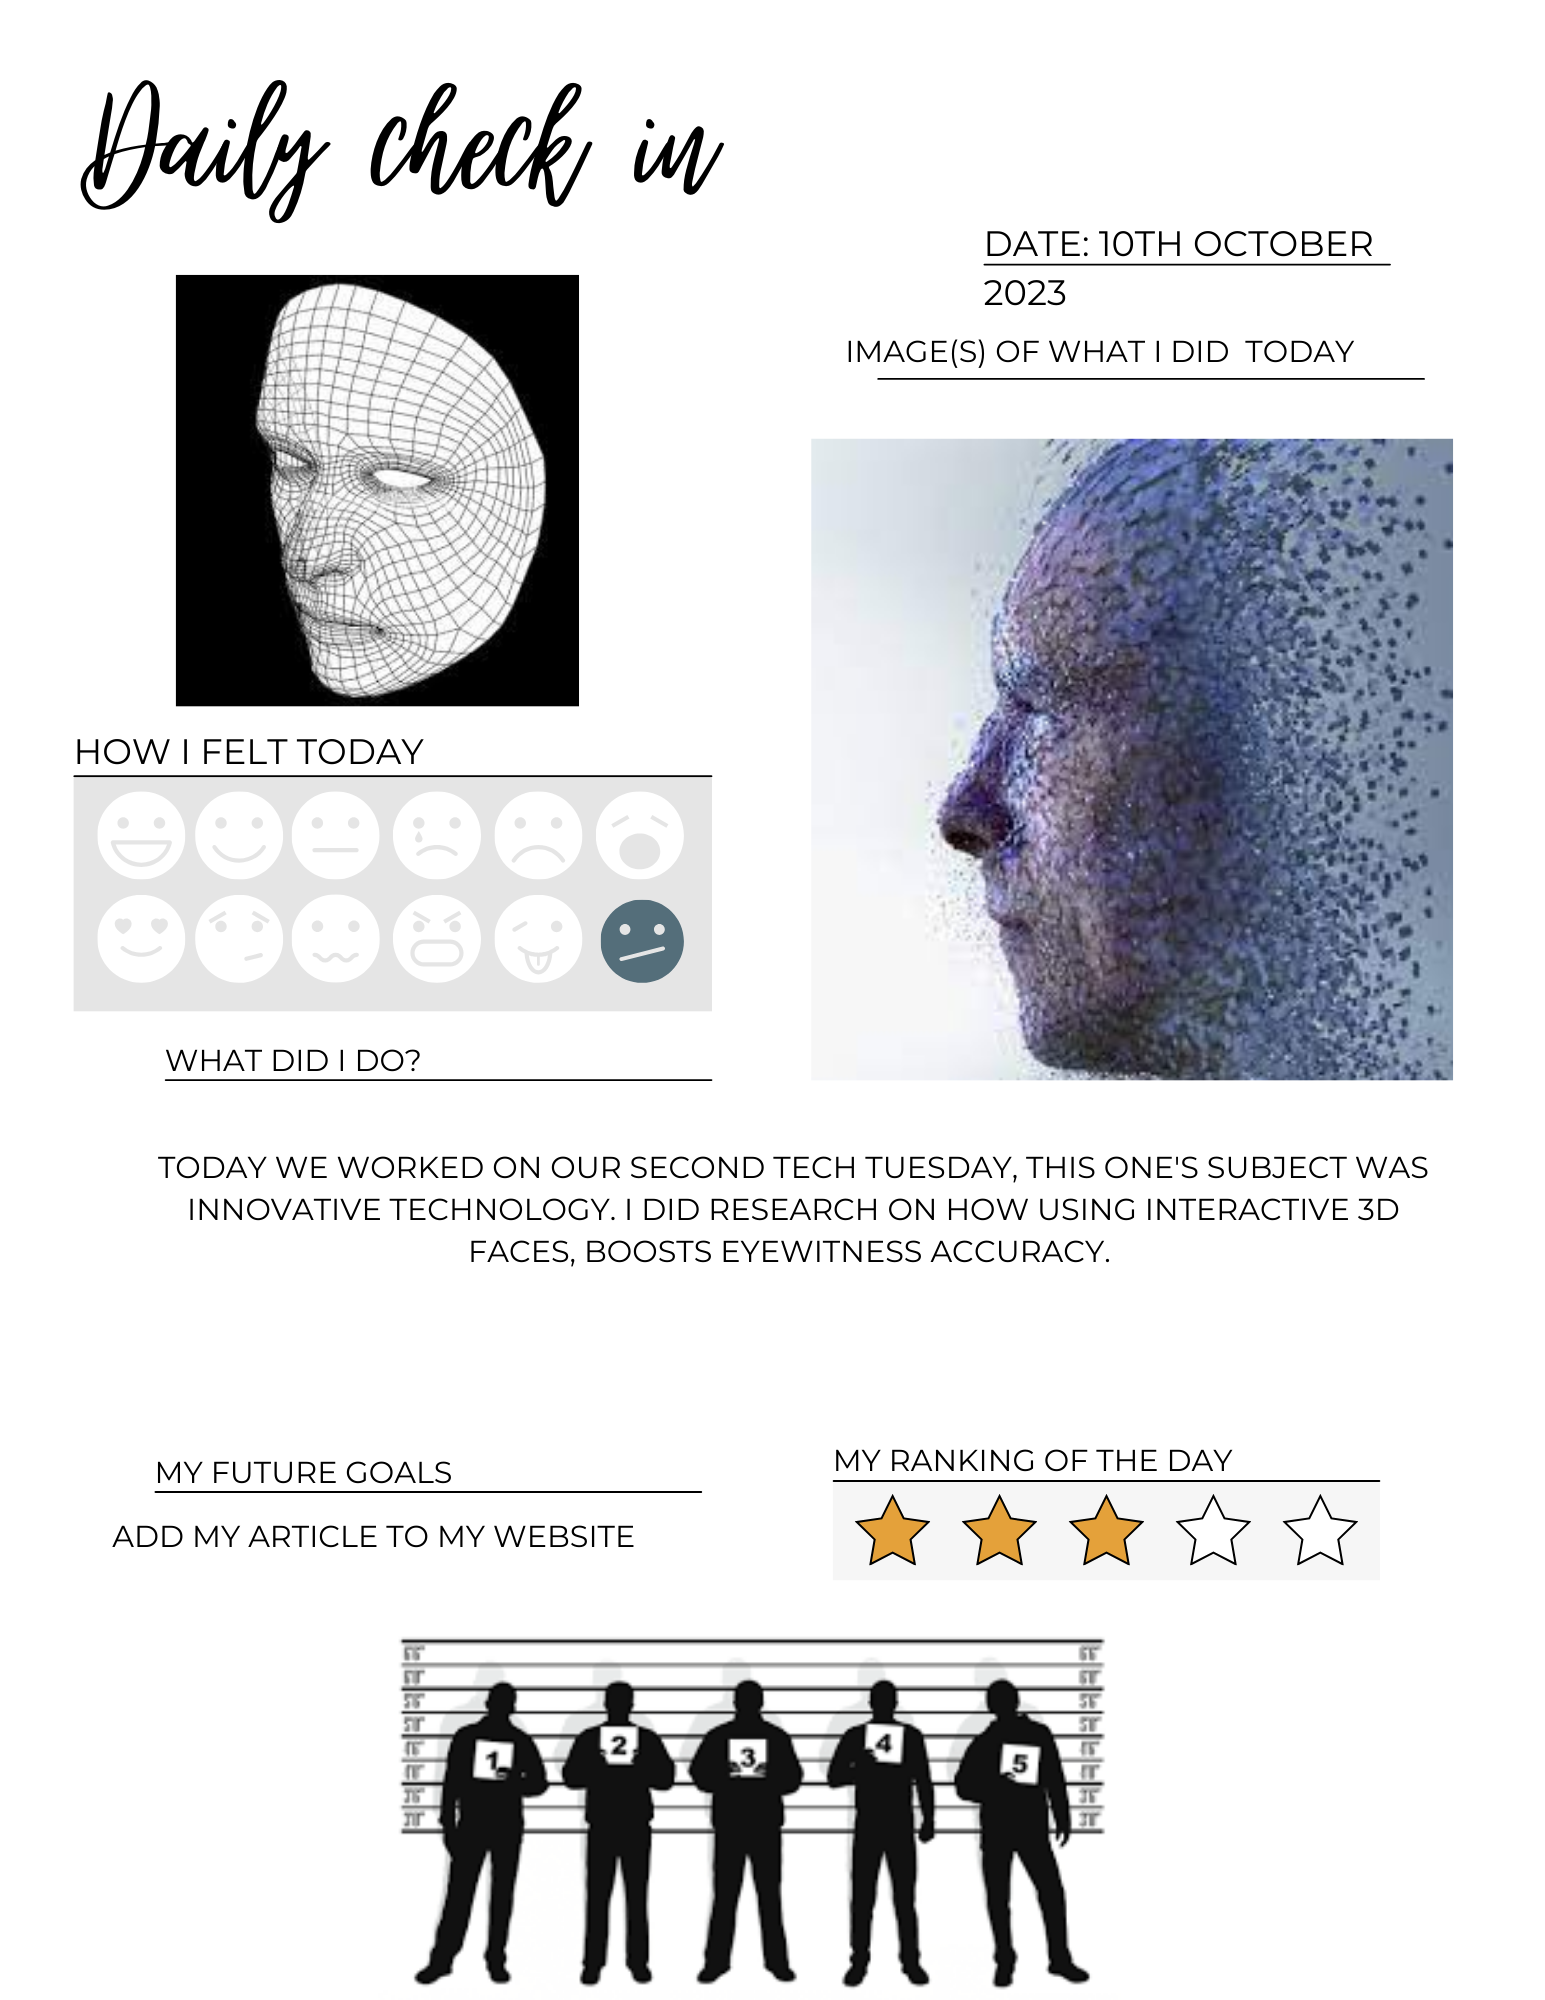 Daily check in
DATE: 10TH OCTOBER
2023
IMAGE(S) OF WHAT I DID TODAY
HOW I FELT TODAY
WHAT DID I DO?
TODAY WE WORKED ON OUR SECOND TECH TUESDAY, THIS ONE'S SUBJECT WAS
INNOVATIVE TECHNOLOGY. I DID RESEARCH ON HOW USING INTERACTIVE 3D
FACES, BOOSTS EYEWITNESS ACCURACY.
MY FUTURE GOALS
ADD MY ARTICLE TO MY WEBSITE
MY RANKING OF THE DAY
1 2 3 4 5